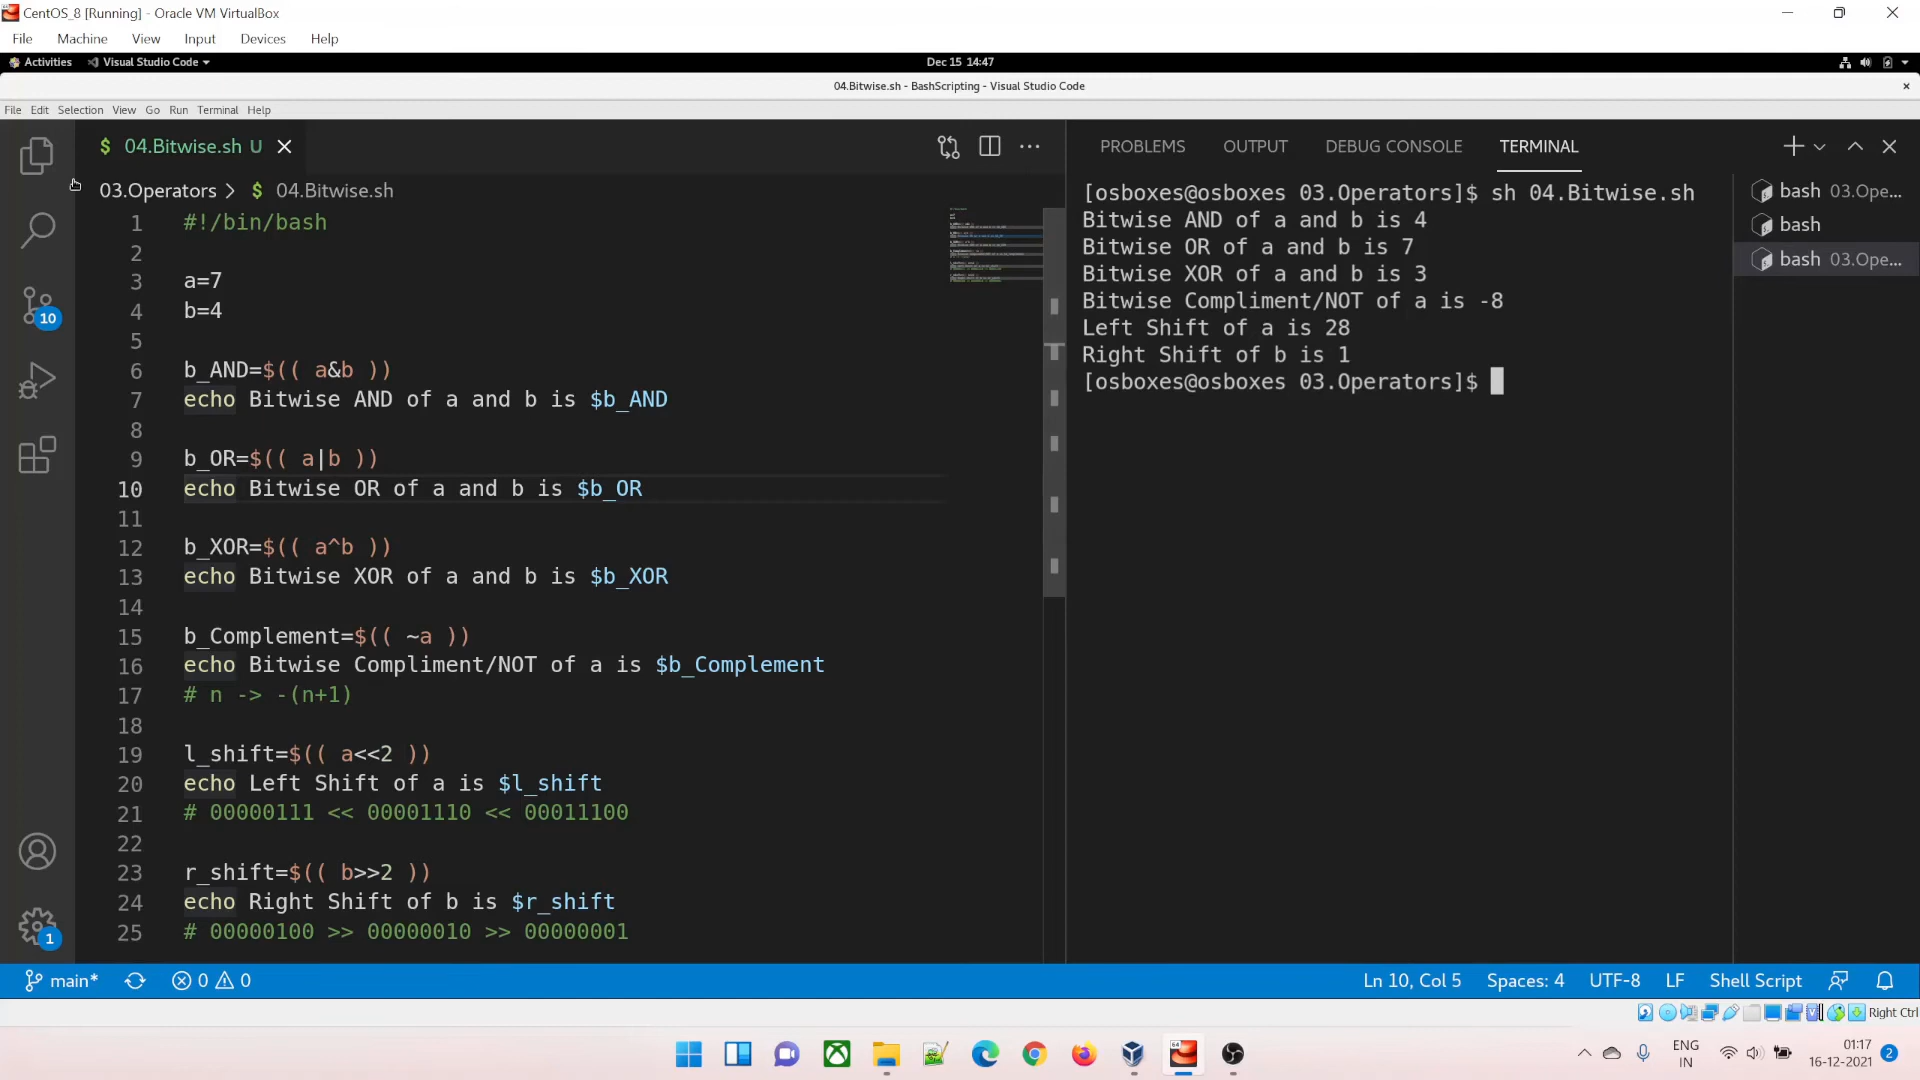 CentOS_8 [Running] - Oracle VM VirtualBox
File Machine View Input Devices Help
Activities Visual Studio Code Dec 15 14:47
04.Bitwise.sh - BashScripting - Visual Studio Code
File Edit Selection View Go Run Terminal Help
$ 04.Bitwise.sh U
03.Operators > $ 04.Bitwise.sh
1 #!/bin/bash
2
3 a=7
4 b=4
5
6 b_AND=$(( a&b ))
7 echo Bitwise AND of a and b is $b_AND
8
9 b_OR=$(( a|b ))
10 echo Bitwise OR of a and b is $b_OR
11
12 b_XOR=$(( a^b ))
13 echo Bitwise XOR of a and b is $b_XOR
14
15 b_Complement=$(( ~a ))
16 echo Bitwise Compliment/NOT of a is $b_Complement
17 # n -> -(n+1)
18
19 l_shift=$(( a<<2 ))
20 echo Left Shift of a is $l_shift
21 # 00000111 << 00001110 << 00011100
22
23 r_shift=$(( b>>2 ))
24 echo Right Shift of b is $r_shift
25 # 00000100 >> 00000010 >> 00000001
10
1
PROBLEMS OUTPUT DEBUG CONSOLE TERMINAL
[osboxes@osboxes 03.Operators]$ sh 04.Bitwise.sh
Bitwise AND of a and b is 4
Bitwise OR of a and b is 7
Bitwise XOR of a and b is 3
Bitwise Compliment/NOT of a is -8
Left Shift of a is 28
Right Shift of b is 1
[osboxes@osboxes 03.Operators]$
bash 03.Ope...
bash
bash 03.Ope...
main* 0 0 Ln 10, Col 5 Spaces: 4 UTF-8 LF Shell Script
Right Ctrl
64
ENG
IN
01:17
16-12-2021
2